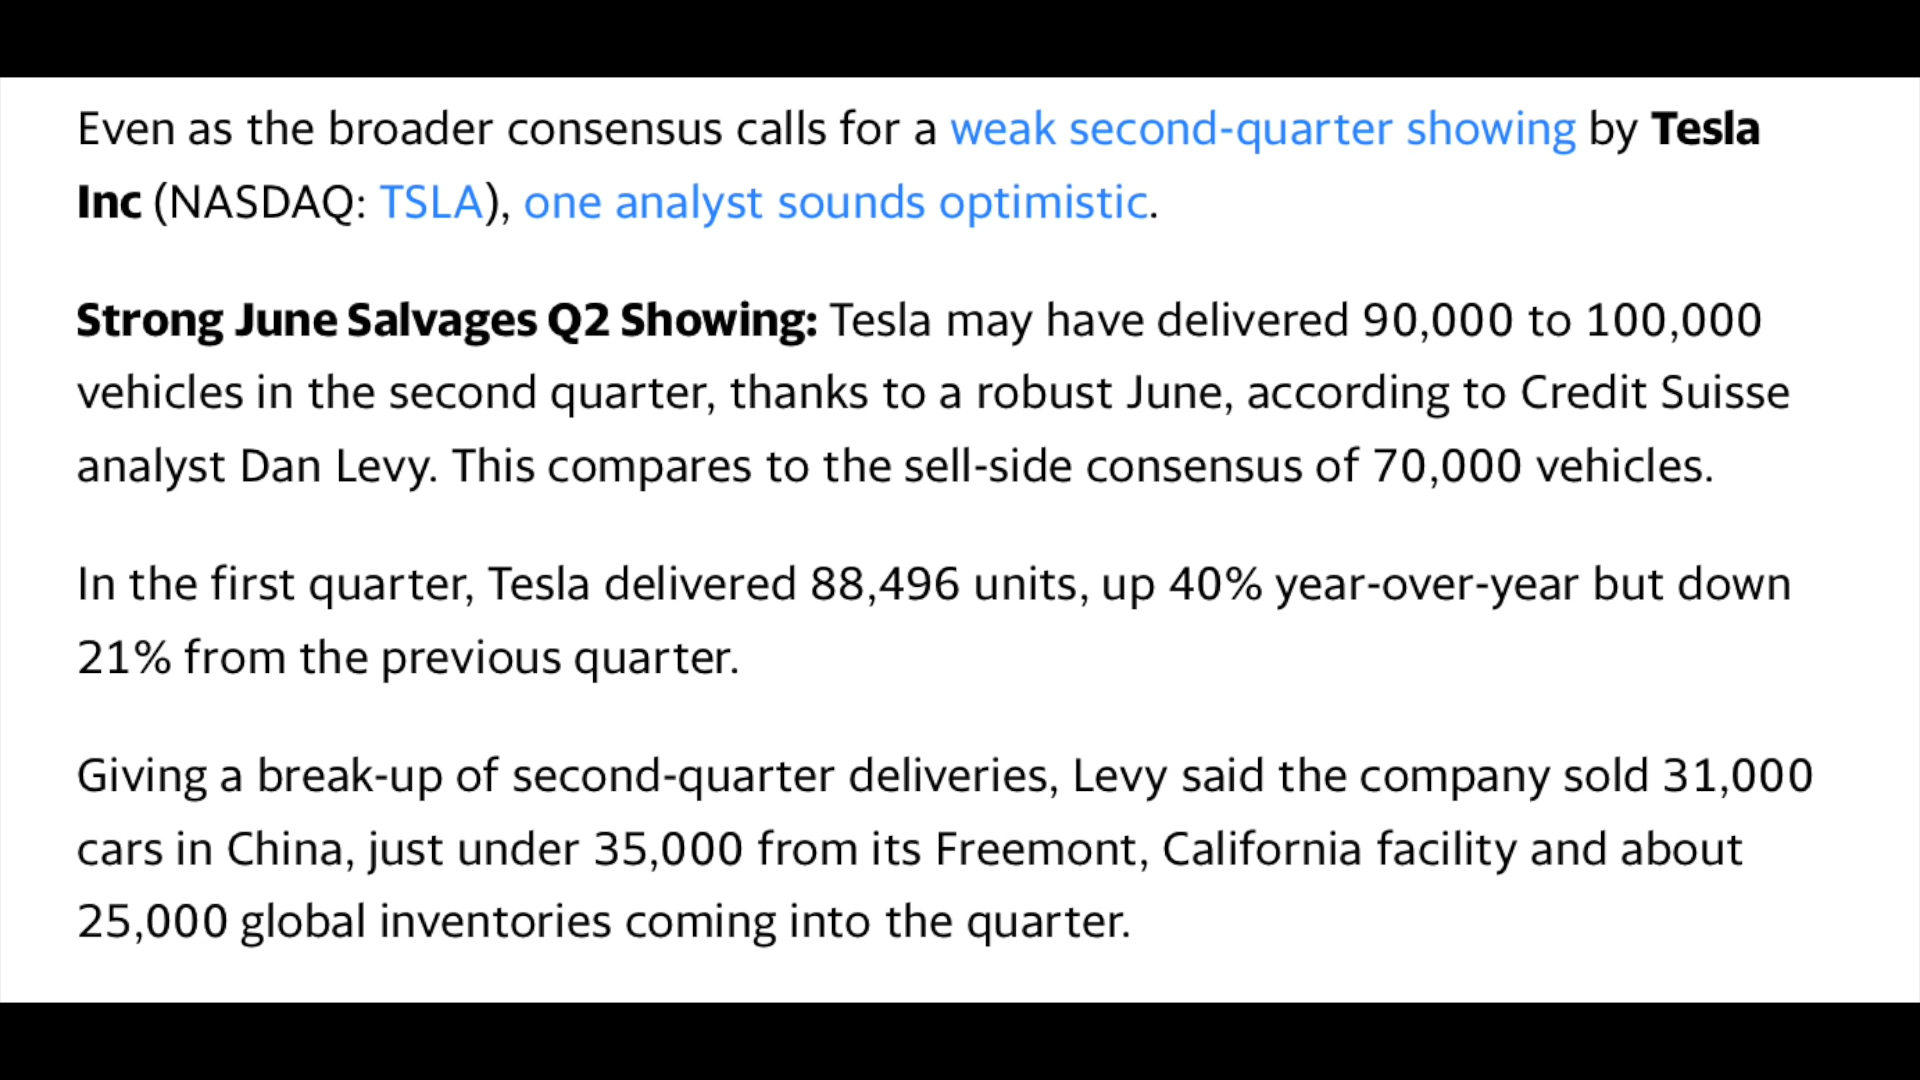 Even as the broader consensus calls for a weak second-quarter showing by Tesla
Inc (NASDAQ: TSLA), one analyst sounds optimistic.
Strong June Salvages Q2 Showing: Tesla may have delivered 90,000 to 100,000
vehicles in the second quarter, thanks to a robust June, according to Credit Suisse
analyst Dan Levy. This compares to the sell-side consensus of 70,000 vehicles.
In the first quarter, Tesla delivered 88,496 units, up 40% year-over-year but down
21% from the previous quarter.
Giving a break-up of second-quarter deliveries, Levy said the company sold 31,000
cars in China, just under 35,000 from its Freemont, California facility and about
25,000 global inventories coming into the quarter.